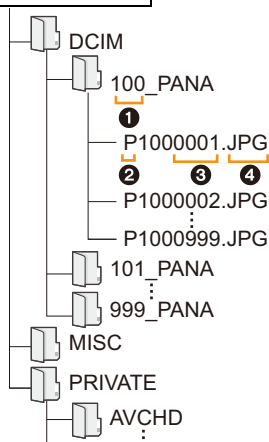 DCIM
100_PANA
❶
P1000001.JPG
❷ ❸ ❹
P1000002.JPG
P1000999.JPG
101_PANA
999_PANA
MISC
PRIVATE
AVCHD